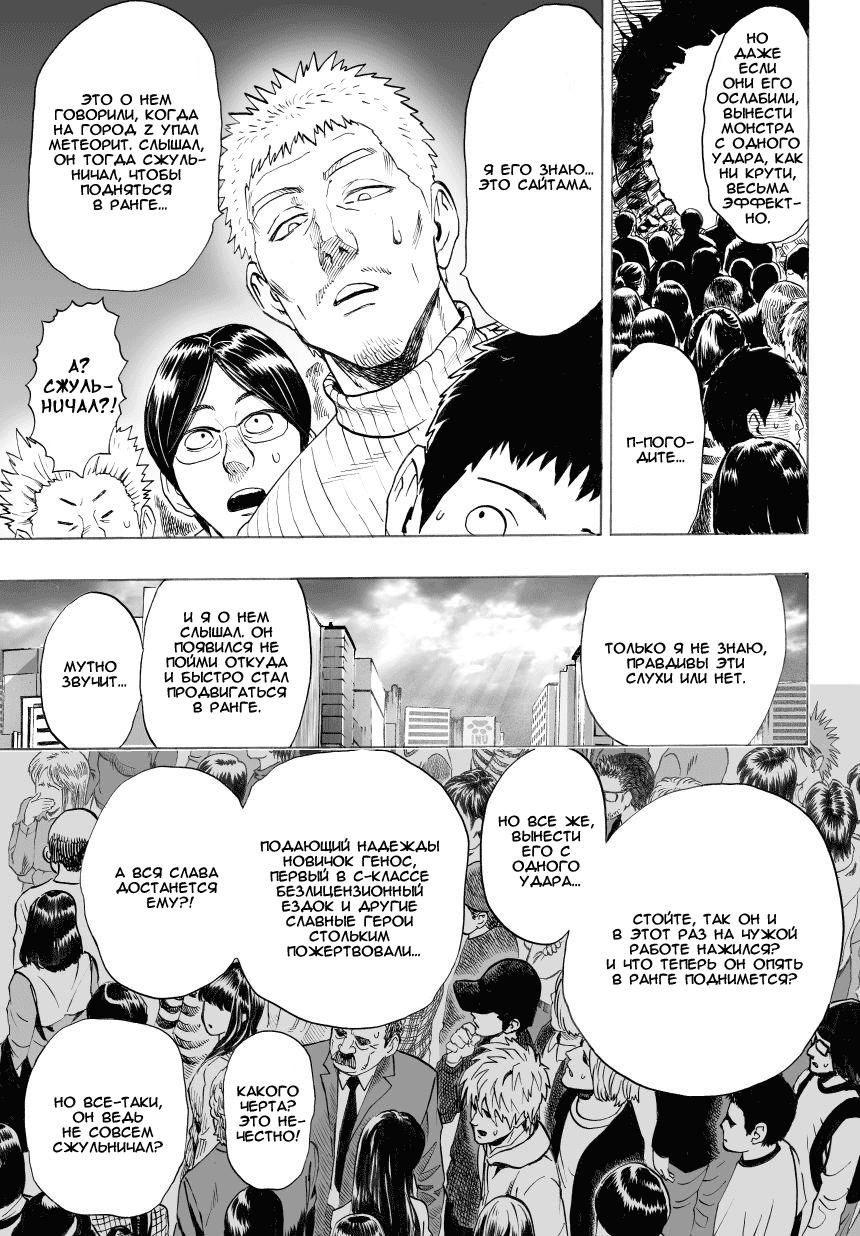 НО
ДАЖЕ
ЕСЛИ
ОНИ ЕГО
ОСЛАБИЛИ,
ВЫНЕСТИ
МОНСТРА
С ОДНОГО
УДАРА, КАК
НИ КРУТИ,
ВЕСЬМА
ЭФФЕКТ-
НО.
П-ПОГО-
ДИТЕ...
Я ЕГО ЗНАЮ...
ЭТО САЙТАМА.
ЭТО О НЕМ
ГОВОРИЛИ, КОГДА
НА ГОРОД Z УПАЛ
МЕТЕОРИТ. СЛЫШАЛ,
ОН ТОГДА СЖУЛЬ-
НИЧАЛ, ЧТОБЫ
ПОДНЯТЬСЯ
В РАНГЕ...
А?
СЖУЛЬ-
НИЧАЛ?!
ТОЛЬКО Я НЕ ЗНАЮ,
ПРАВДИВЫ ЭТИ
СЛУХИ ИЛИ НЕТ.
И Я О НЕМ
СЛЫШАЛ. ОН
ПОЯВИЛСЯ НЕ
ПОЙМИ ОТКУДА
И БЫСТРО СТАЛ
ПРОДВИГАТЬСЯ
В РАНГЕ.
МУТНО
ЗВУЧИТ...
СТОЙТЕ, ТАК ОН И
В ЭТОТ РАЗ НА ЧУЖОЙ
РАБОТЕ НАЖИЛСЯ?
И ЧТО ТЕПЕРЬ ОН ОПЯТЬ
В РАНГЕ ПОДНИМЕТСЯ?
НО ВСЕ ЖЕ,
ВЫНЕСТИ
ЕГО С
ОДНОГО
УДАРА...
ПОДАЮЩИЙ НАДЕЖДЫ
НОВИЧОК ГЕНОС,
ПЕРВЫЙ В С-КЛАССЕ
БЕЗЛИЦЕНЗИОННЫЙ
ЕЗДОК И ДРУГИЕ
СЛАВНЫЕ ГЕРОИ
СТОЛЬКИМ
ПОЖЕРТВОВАЛИ...
А ВСЯ СЛАВА
ДОСТАНЕТСЯ
ЕМУ?!
КАКОГО
ЧЕРТА?
ЭТО НЕ-
ЧЕСТНО!
НО ВСЕ-ТАКИ,
ОН ВЕДЬ
НЕ СОВСЕМ
СЖУЛЬНИЧАЛ?